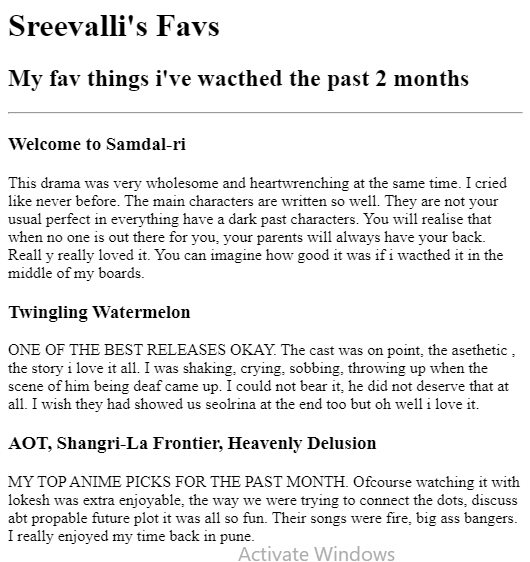 Sreevalli's Favs
My fav things i've wacthed the past 2 months
Welcome to Samdal-ri
This drama was very wholesome and heartwrenching at the same time. I cried
like never before. The main characters are written so well. They are not your
usual perfect in everything have a dark past characters. You will realise that
when no one is out there for you, your parents will always have your back.
Reall y really loved it. You can imagine how good it was if i wacthed it in the
middle of my boards.
Twingling Watermelon
ONE OF THE BEST RELEASES OKAY. The cast was on point, the asethetic ,
the story i love it all. I was shaking, crying, sobbing, throwing up when the
scene of him being deaf came up. I could not bear it, he did not deserve that at
all. I wish they had showed us seolrina at the end too but oh well i love it.
AOT, Shangri-La Frontier, Heavenly Delusion
MY TOP ANIME PICKS FOR THE PAST MONTH. Ofcourse watching it with
lokesh was extra enjoyable, the way we were trying to connect the dots, discuss
abt propable future plot it was all so fun. Their songs were fire, big ass bangers.
I really enjoyed my time back in pune.
Activate Windows